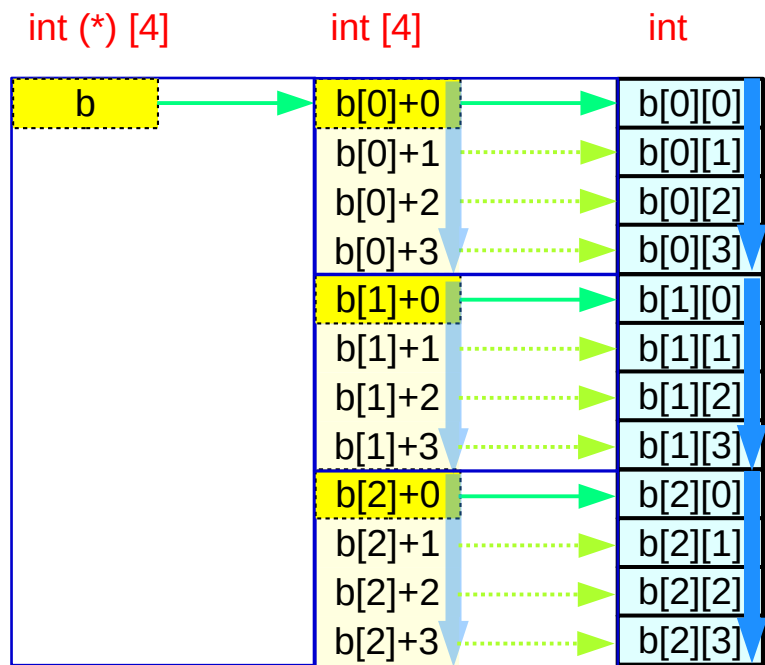 int (*) [4] int [4] int
b b[0]+0 b[0][0]
b[0]+1 b[0][1]
b[0]+2 b[0][2]
b[0]+3 b[0][3]
b[1]+0 b[1][0]
b[1]+1 b[1][1]
b[1]+2 b[1][2]
b[1]+3 b[1][3]
b[2]+0 b[2][0]
b[2]+1 b[2][1]
b[2]+2 b[2][2]
b[2]+3 b[2][3]